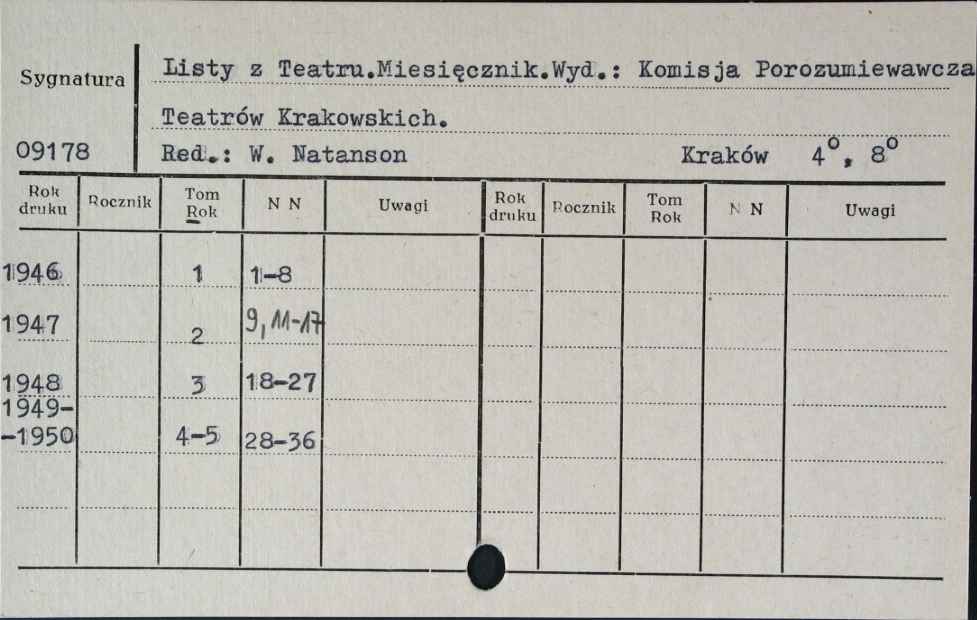 Sygnatura
Listy z Teatru.Miesięcznik.Wyd.: Komisja Porozumiewawcza
Teatrów Krakowskich.
09178 Red.: W. Natanson Kraków 4°, 8°
Rok druku Rocznik Tom Rok N N Uwagi Rok druku Rocznik Tom Rok N N Uwagi
1946 1 1-8
1947 2 9, 11-17
1948 3 18-27
1949-
-1950 4-5 28-36